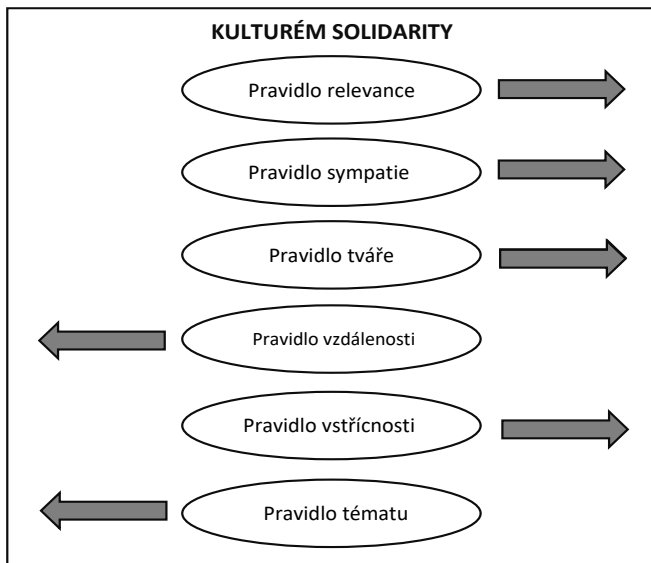 KULTURÉM SOLIDARITY
Pravidlo relevance
Pravidlo sympatie
Pravidlo tváře
Pravidlo vzdálenosti
Pravidlo vstřícnosti
Pravidlo tématu